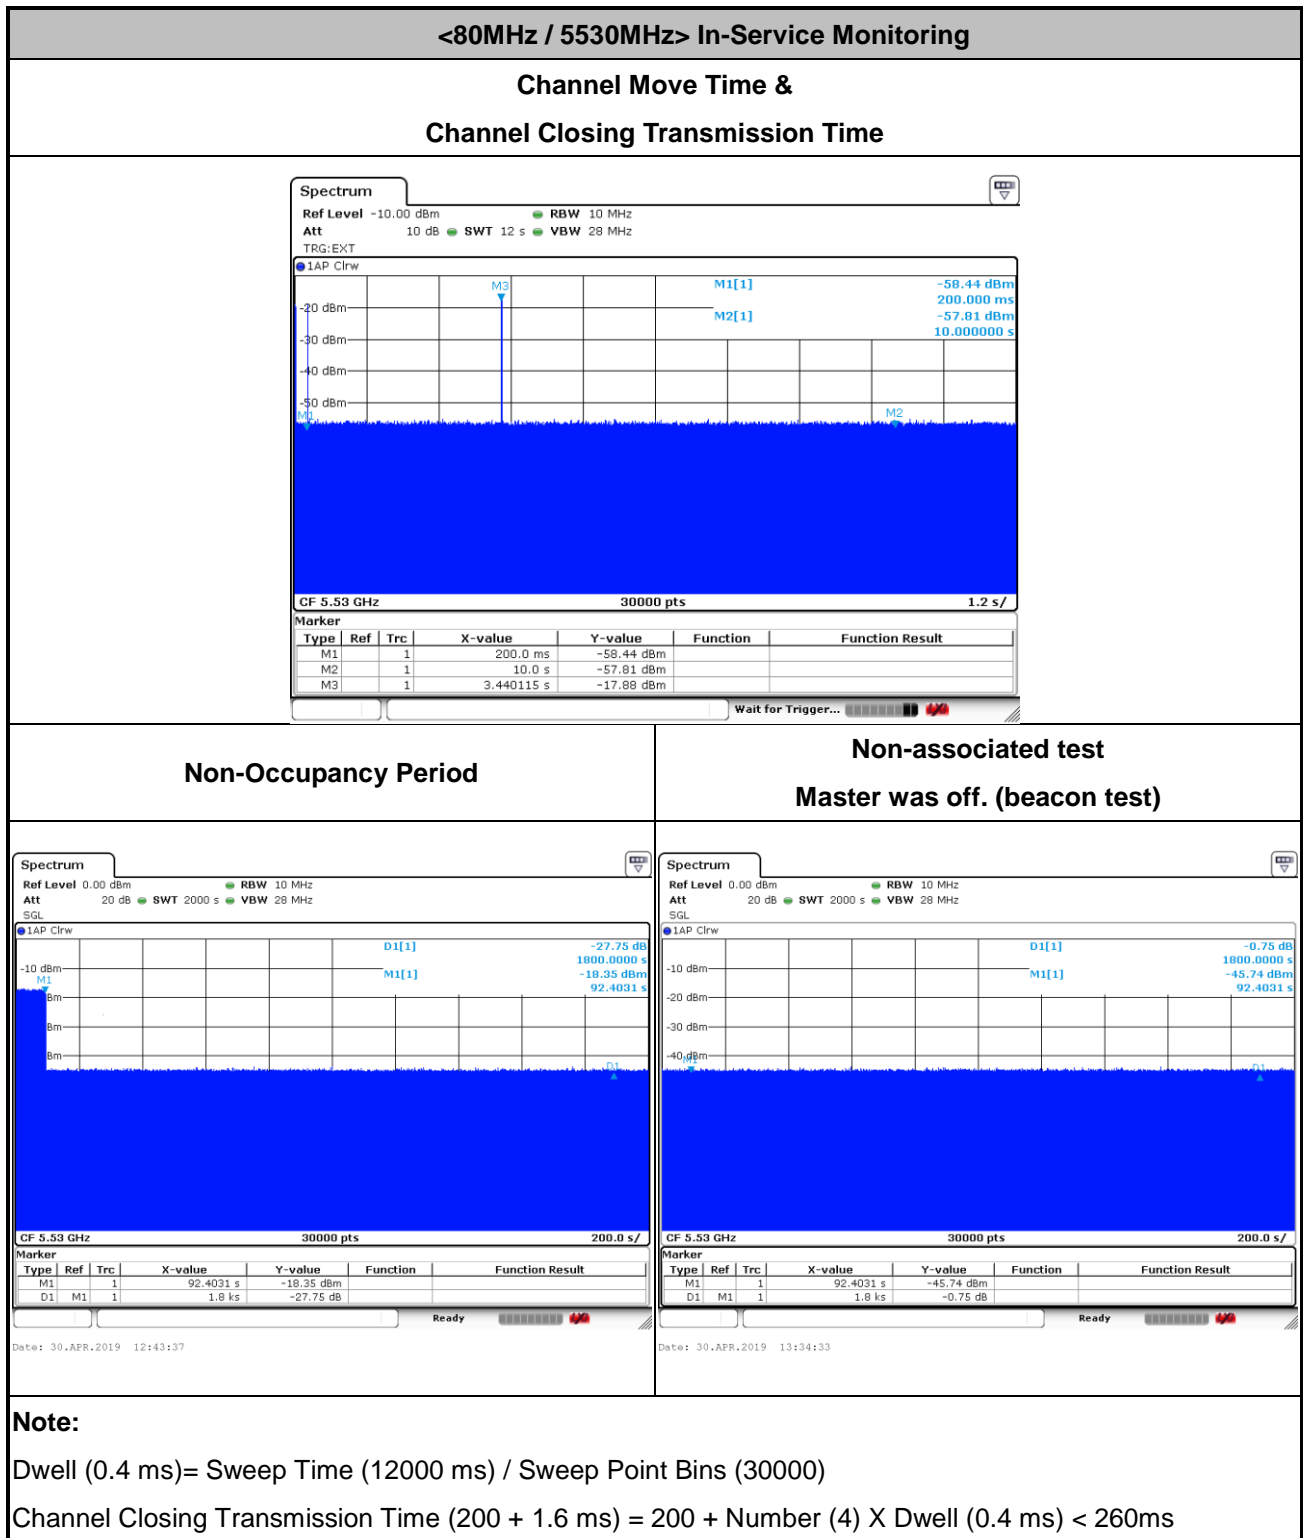 <80MHz / 5530MHz> In-Service Monitoring
Channel Move Time &
Channel Closing Transmission Time
Spectrum
Ref Level -10.00 dBm RBW 10 MHz
Att 10 dB SWT 12 s VBW 28 MHz
TRG:EXT
1AP Clrw
M3
M1[1] -58.44 dBm
200.000 ms
-20 dBm
M2[1] -57.81 dBm
10.000000 s
-30 dBm
-40 dBm
-50 dBm
M1
M2
CF 5.53 GHz 30000 pts 1.2 s/
Marker
Type Ref Trc X-value Y-value Function Function Result
M1 1 200.0 ms -58.44 dBm
M2 1 10.0 s -57.81 dBm
M3 1 3.440115 s -17.88 dBm
Wait for Trigger...
Non-Occupancy Period
Non-associated test
Master was off. (beacon test)
Spectrum
Ref Level 0.00 dBm RBW 10 MHz
Att 20 dB SWT 2000 s VBW 28 MHz
SGL
1AP Clrw
D1[1] -27.75 dB
1800.0000 s
-10 dBm
M1[1] -18.35 dBm
92.4031 s
M1
Bm
Bm
Bm
D1
CF 5.53 GHz 30000 pts 200.0 s/
Marker
Type Ref Trc X-value Y-value Function Function Result
M1 1 92.4031 s -18.35 dBm
D1 M1 1 1.8 ks -27.75 dB
Ready
Date: 30.APR.2019 12:43:37
Spectrum
Ref Level 0.00 dBm RBW 10 MHz
Att 20 dB SWT 2000 s VBW 28 MHz
SGL
1AP Clrw
D1[1] -0.75 dB
1800.0000 s
-10 dBm
M1[1] -45.74 dBm
92.4031 s
-20 dBm
-30 dBm
-40 dBm
M1
D1
CF 5.53 GHz 30000 pts 200.0 s/
Marker
Type Ref Trc X-value Y-value Function Function Result
M1 1 92.4031 s -45.74 dBm
D1 M1 1 1.8 ks -0.75 dB
Ready
Date: 30.APR.2019 13:34:33
Note:
Dwell (0.4 ms)= Sweep Time (12000 ms) / Sweep Point Bins (30000)
Channel Closing Transmission Time (200 + 1.6 ms) = 200 + Number (4) X Dwell (0.4 ms) < 260ms